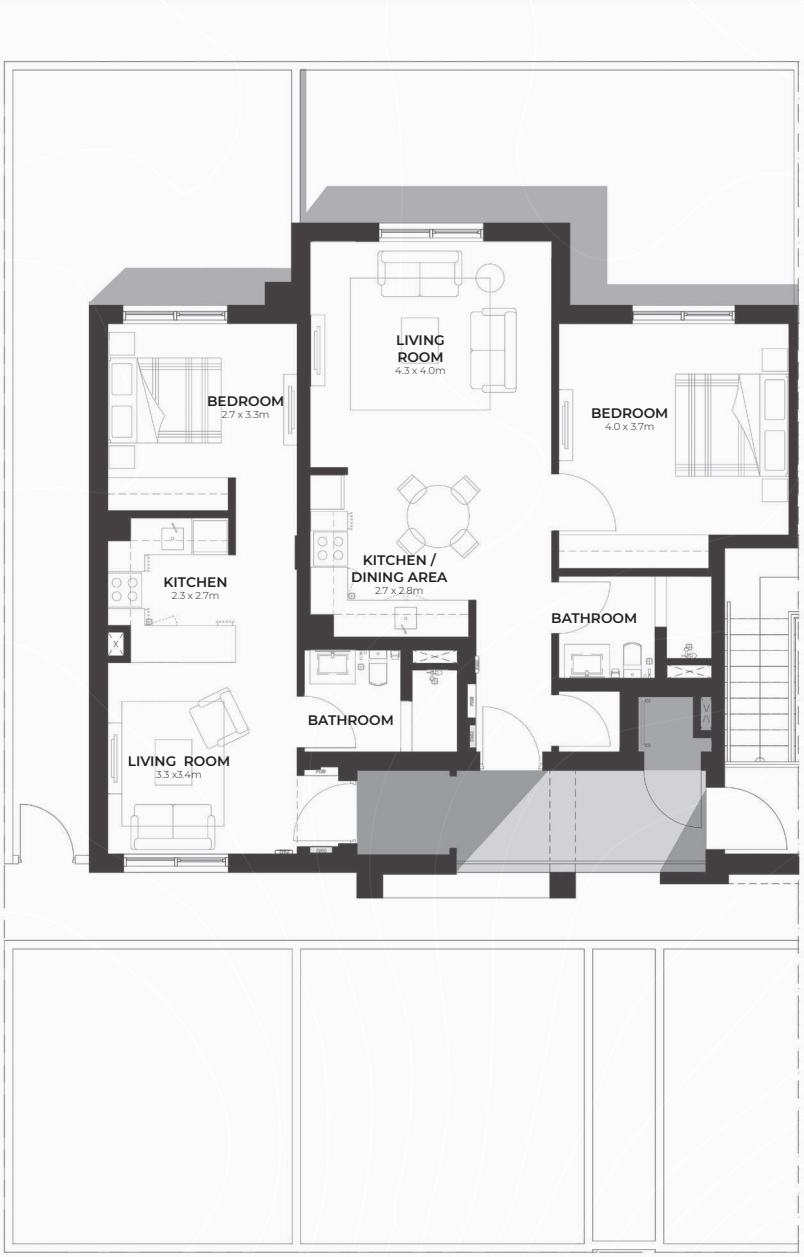 LIVING
ROOM
4.3 x 4.0m
BEDROOM
2.7 x 3.3m
BEDROOM
4.0 x 3.7m
KITCHEN /
DINING AREA
2.7 x 2.8m
KITCHEN
2.3 x 2.7m
BATHROOM
BATHROOM
LIVING ROOM
3.3 x3.4m